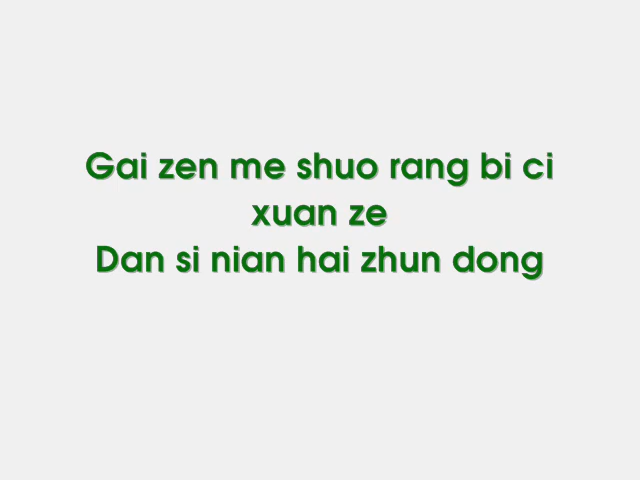 Gai zen me shuo rang bi ci
xuan ze
Dan si nian hai zhun dong